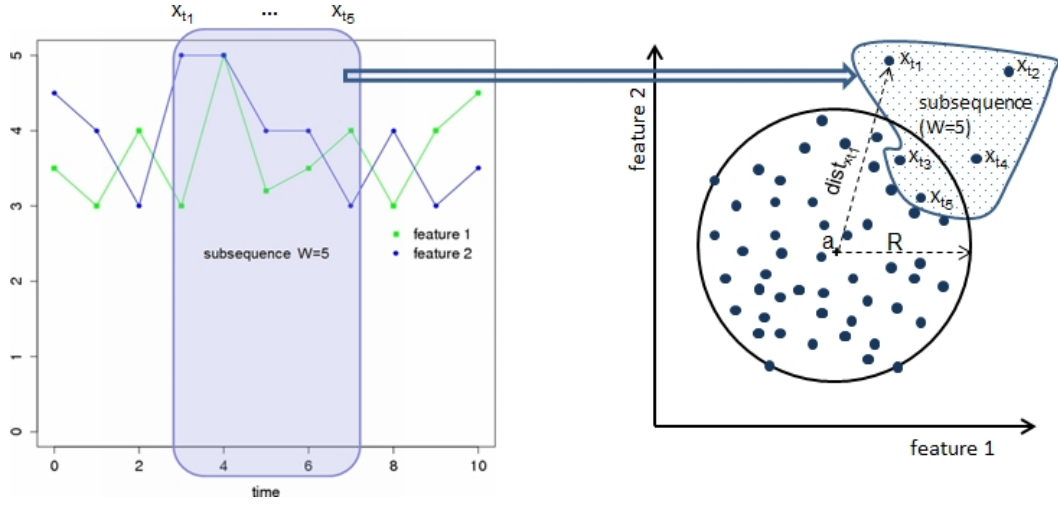 xt1 ... xt5
5
4
3
2
1
0
feature 1
feature 2
subsequence W=5
0 2 4 6 8 10
time
feature 2
xt1
xt2
subsequence
(W=5)
xt3
xt4
xt5
distxt1
a
R
feature 1